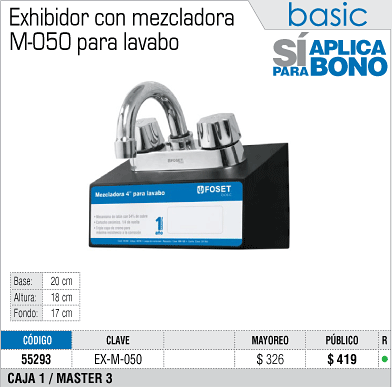 Exhibidor con mezcladora
M-050 para lavabo
basic
SÍ APLICA
PARA BONO
FOSET
Mezcladora 4" para lavabo
FOSET
1 año
Base: 20 cm
Altura: 18 cm
Fondo: 17 cm
CÓDIGO CLAVE MAYOREO PÚBLICO R
55293 EX-M-050 $ 326 $ 419
CAJA 1 / MASTER 3